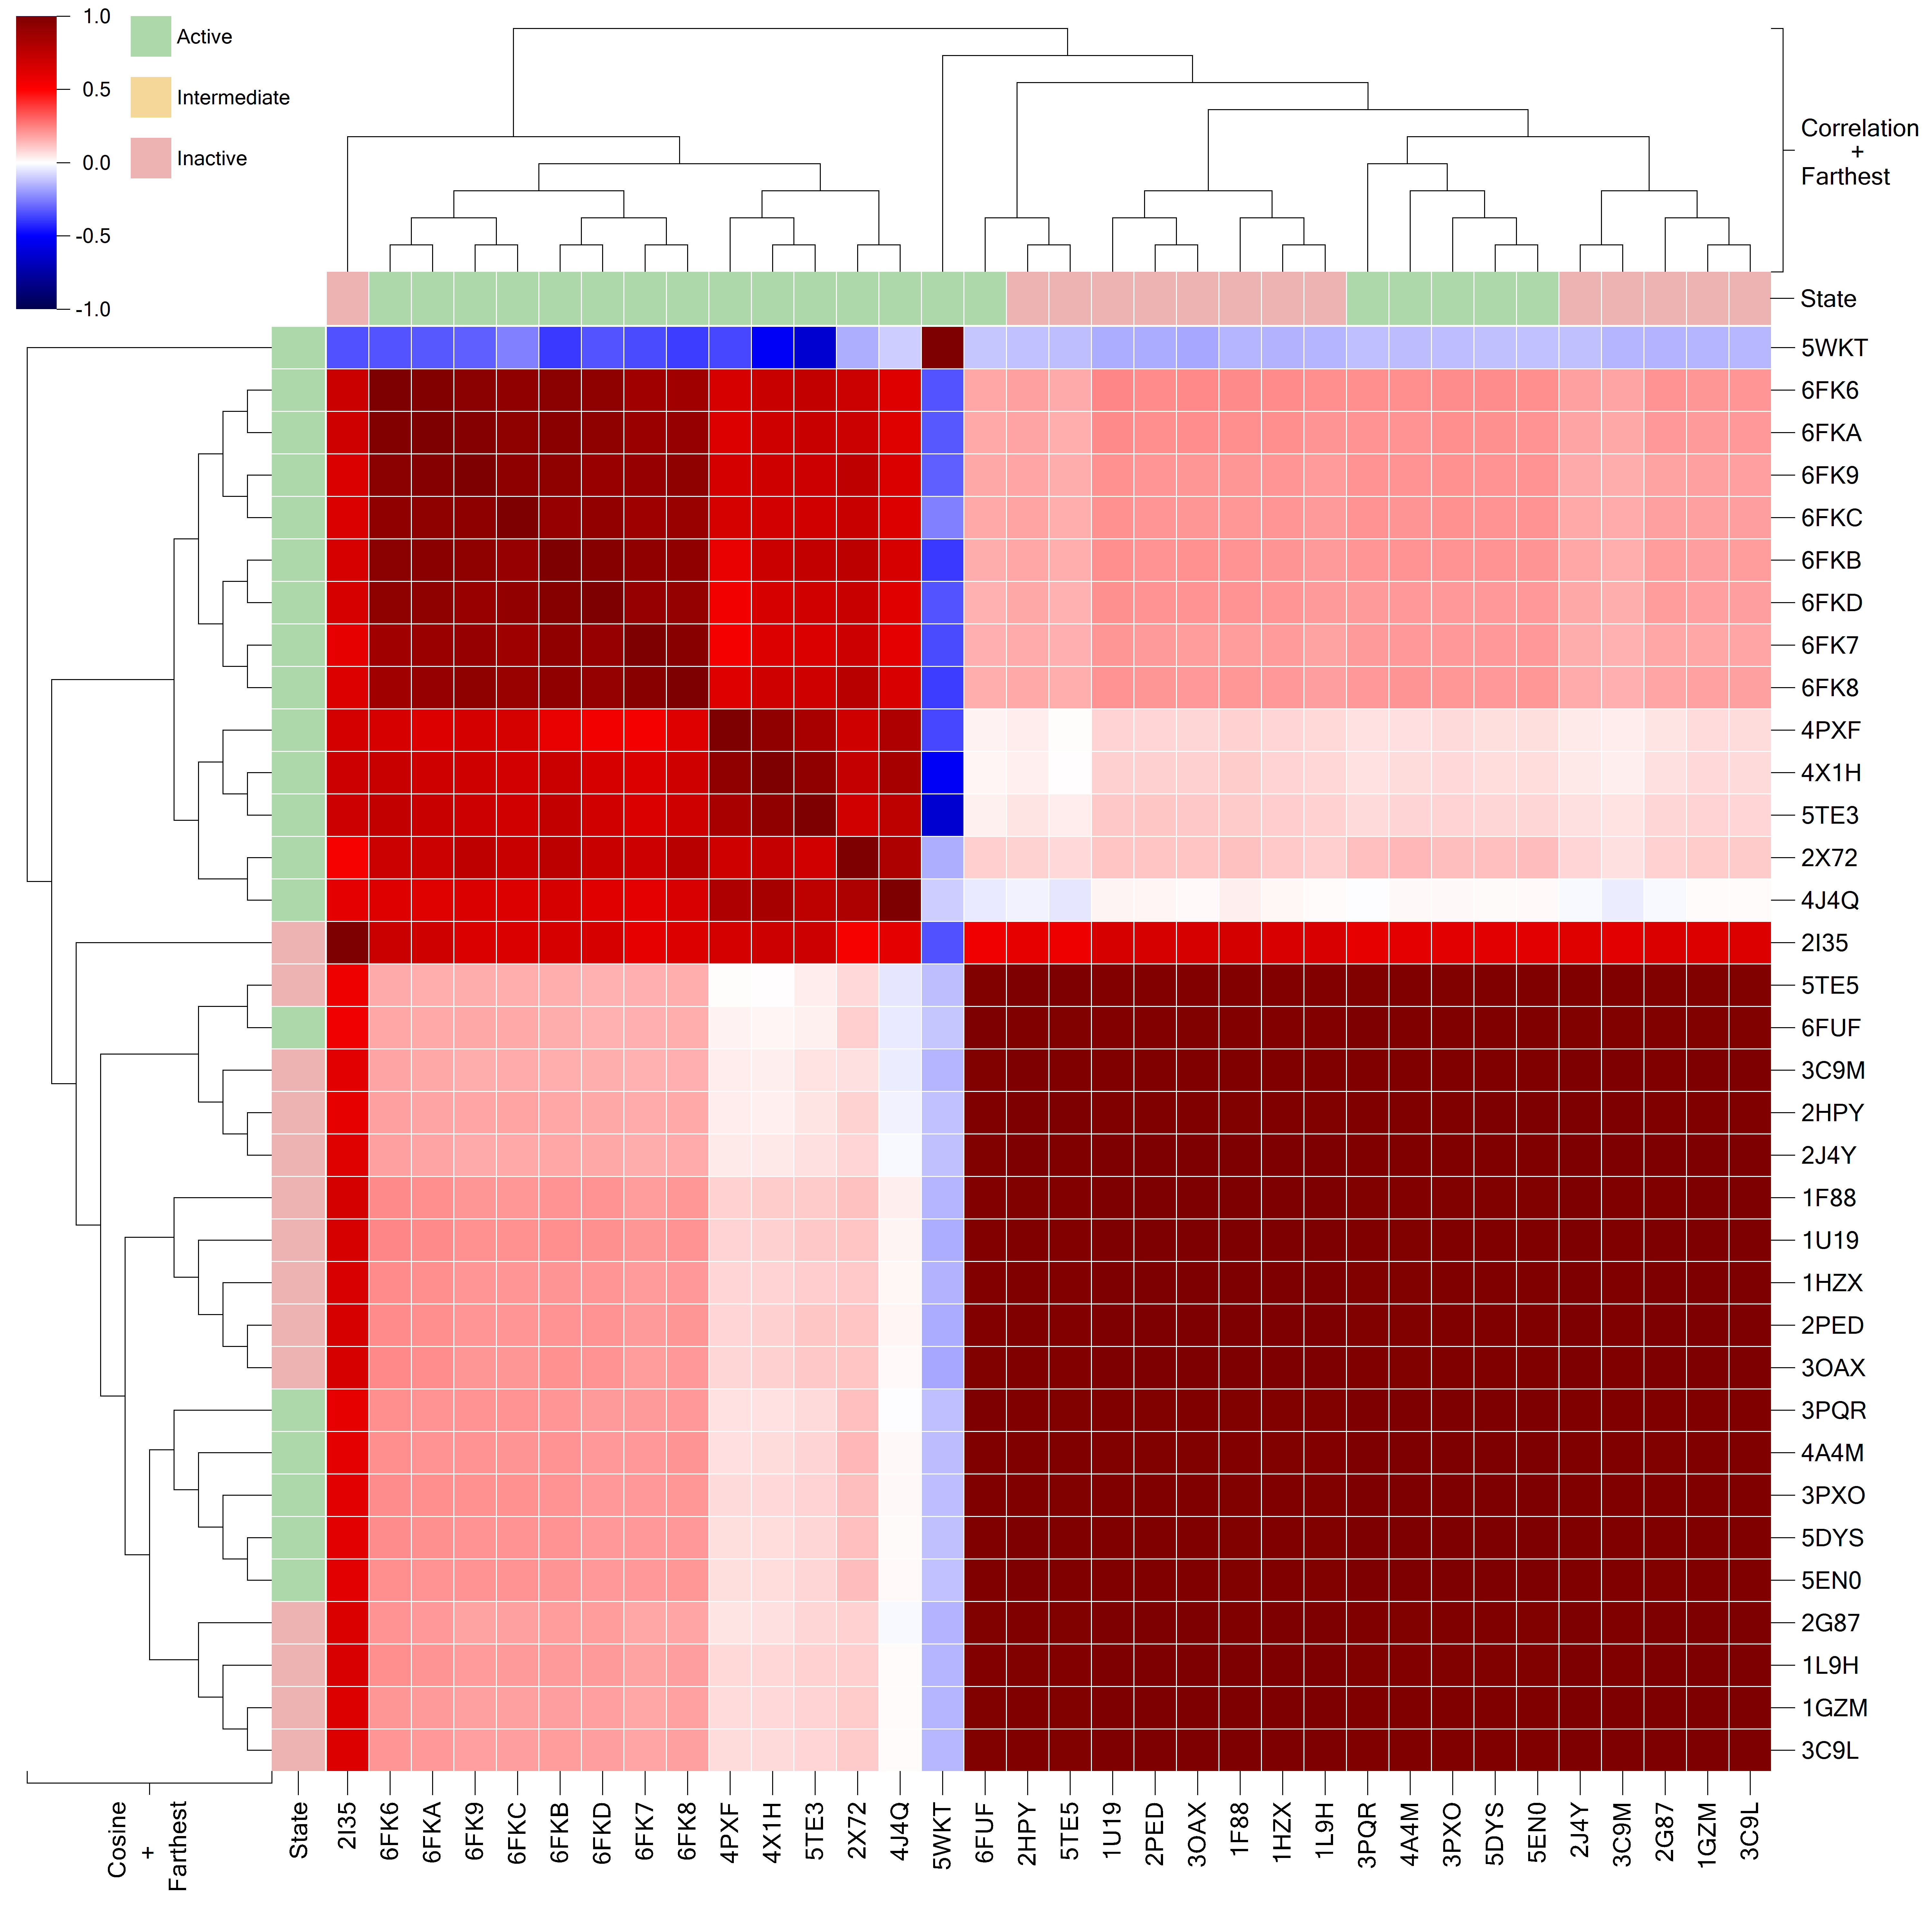 1.0
0.5
0.0
-0.5
-1.0
Active
Intermediate
Inactive
Correlation
+
Farthest
State
5WKT
6FK6
6FKA
6FK9
6FKC
6FKB
6FKD
6FK7
6FK8
4PXF
4X1H
5TE3
2X72
4J4Q
2I35
5TE5
6FUF
3C9M
2HPY
2J4Y
1F88
1U19
1HZX
2PED
3OAX
3PQR
4A4M
3PXO
5DYS
5EN0
2G87
1L9H
1GZM
3C9L
Cosine
+
Farthest
State
2I35
6FK6
6FKA
6FK9
6FKC
6FKB
6FKD
6FK7
6FK8
4PXF
4X1H
5TE3
2X72
4J4Q
5WKT
6FUF
2HPY
5TE5
1U19
2PED
3OAX
1F88
1HZX
1L9H
3PQR
4A4M
3PXO
5DYS
5EN0
2J4Y
3C9M
2G87
1GZM
3C9L